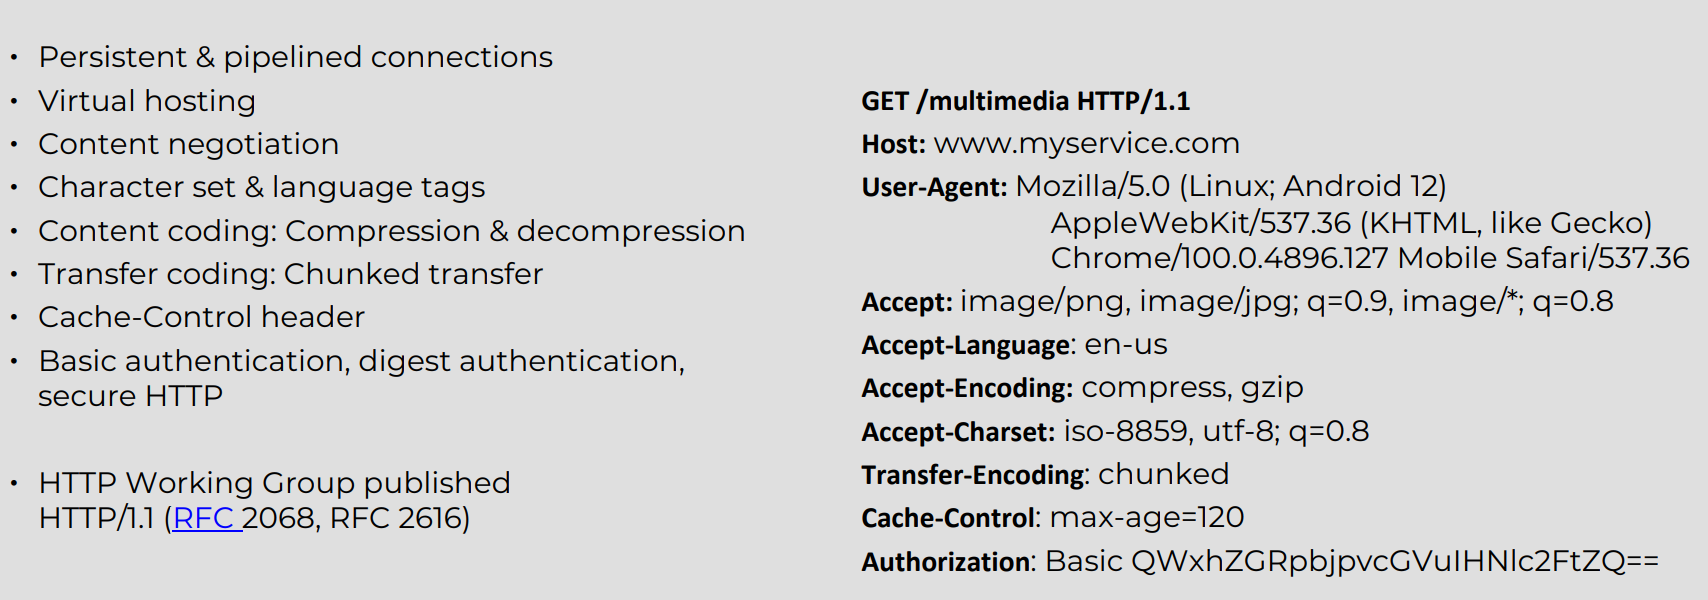 • Persistent & pipelined connections
• Virtual hosting
• Content negotiation
• Character set & language tags
• Content coding: Compression & decompression
• Transfer coding: Chunked transfer
• Cache-Control header
• Basic authentication, digest authentication,
secure HTTP
• HTTP Working Group published
HTTP/1.1 (RFC 2068, RFC 2616)
GET /multimedia HTTP/1.1
Host: www.myservice.com
User-Agent: Mozilla/5.0 (Linux; Android 12)
AppleWebKit/537.36 (KHTML, like Gecko)
Chrome/100.0.4896.127 Mobile Safari/537.36
Accept: image/png, image/jpg; q=0.9, image/*; q=0.8
Accept-Language: en-us
Accept-Encoding: compress, gzip
Accept-Charset: iso-8859, utf-8; q=0.8
Transfer-Encoding: chunked
Cache-Control: max-age=120
Authorization: Basic QWxhZGRpbjpvcGVuIHNlc2FtZQ==